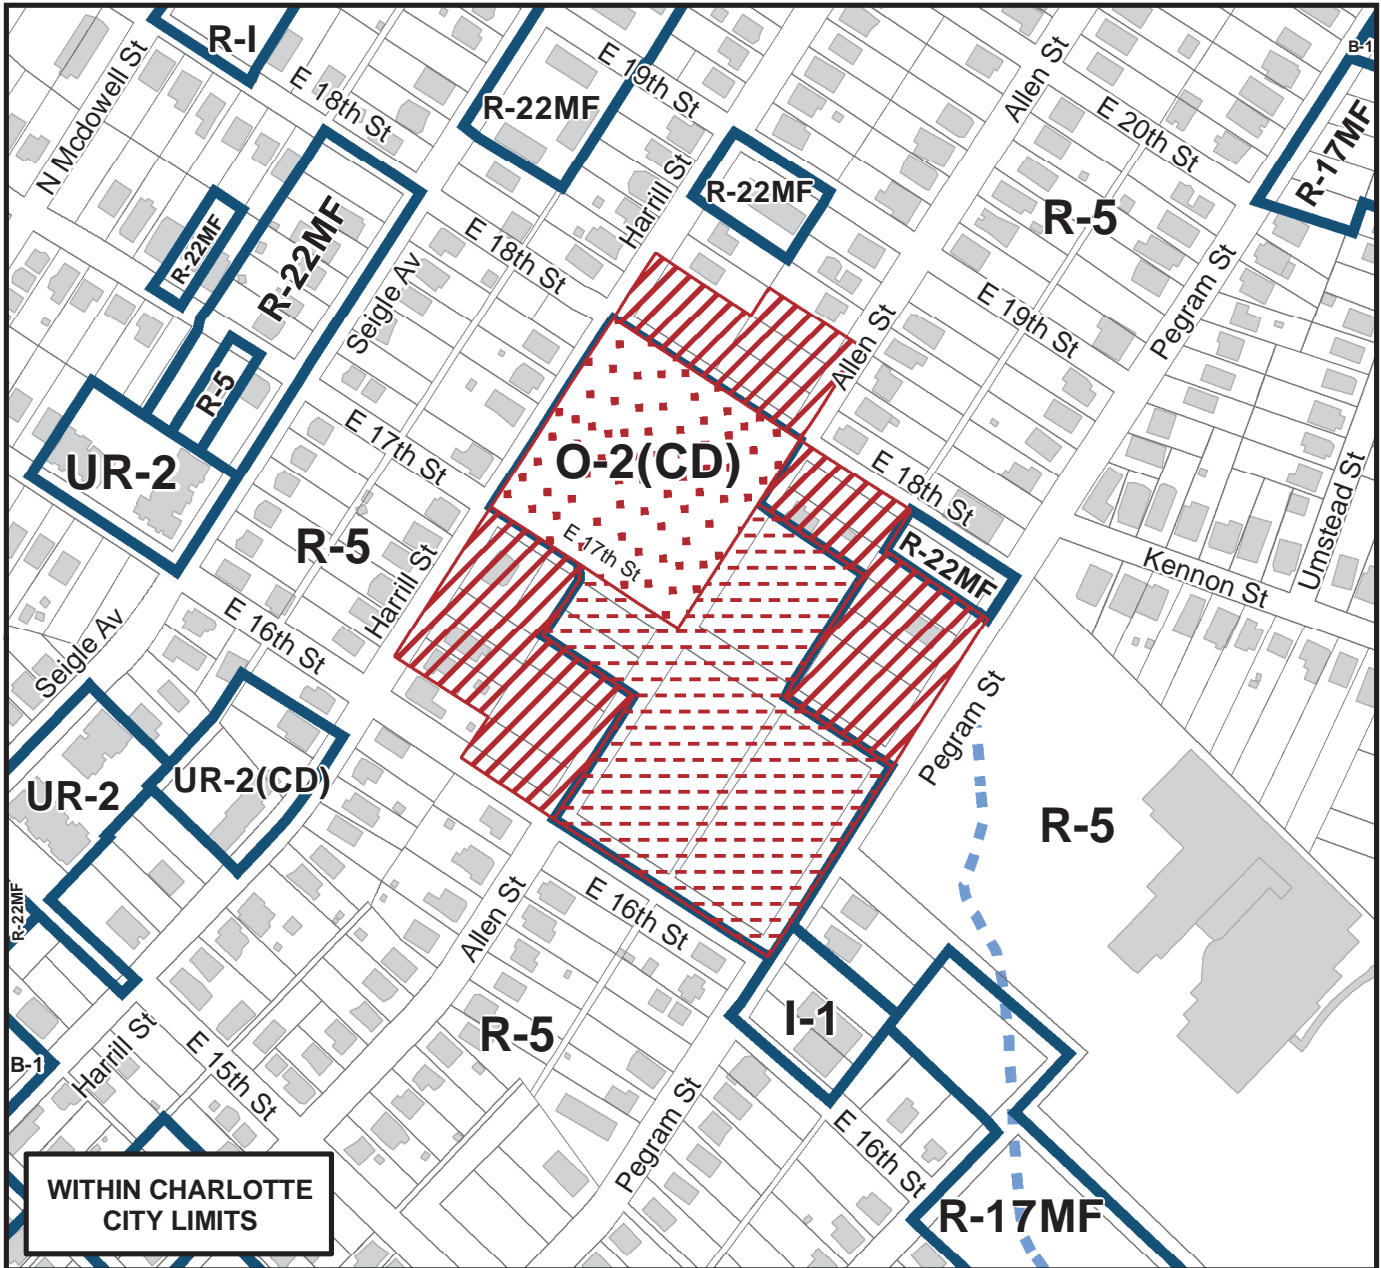 R-I
B-1
N Mcdowell St
E 18th St
R-22MF
E 19th St
Allen St
E 20th St
R-17MF
R-22MF
R-22MF
Harrill St
R-22MF
R-5
E 18th St
Seigle Av
Pegram St
E 19th St
Allen St
R-5
E 17th St
O-2(CD)
UR-2
E 18th St
Umstead St
R-5
E 17th St
R-22MF
Kennon St
Harrill St
E 16th St
Seigle Av
Pegram St
UR-2(CD)
UR-2
R-5
R-22MF
Allen St
E 16th St
I-1
R-5
B-1
Harrill St
E 15th St
Pegram St
E 16th St
R-17MF
WITHIN CHARLOTTE
CITY LIMITS